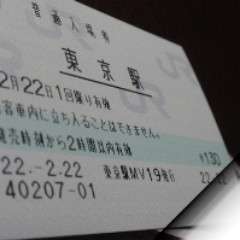 普通入場券
東京駅
2月22日1回限り有効
客車内に立ち入ることはできません。
発売時刻から2時間以内有効
¥130
22.-2.22
東京駅MV19発行
40207-01